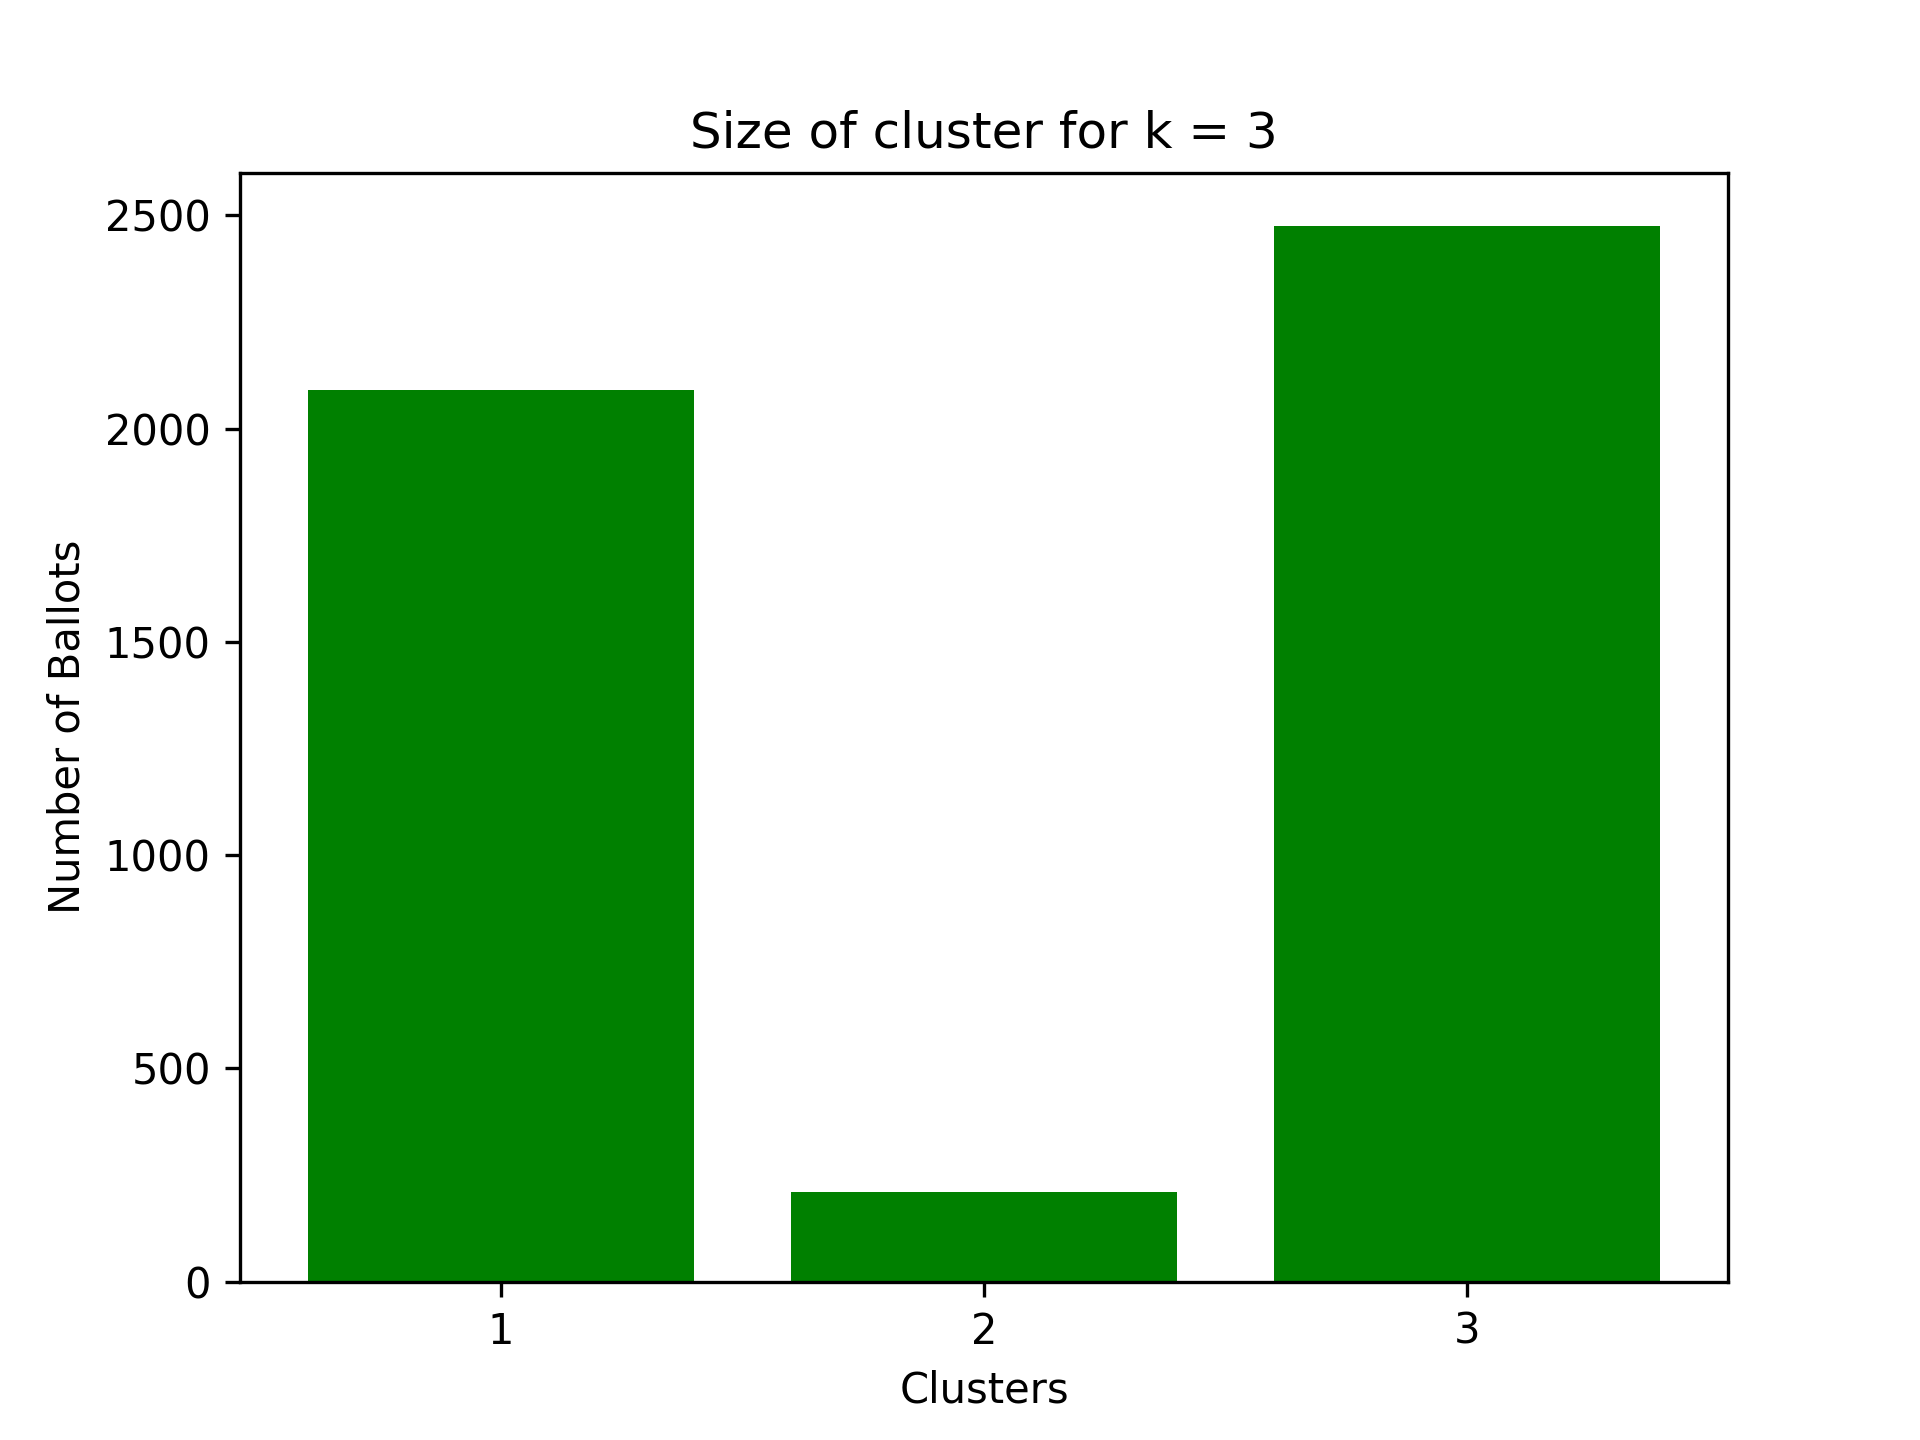 Size of cluster for k = 3
2500
2000
1500
1000
500
0
Number of Ballots
1 2 3
Clusters